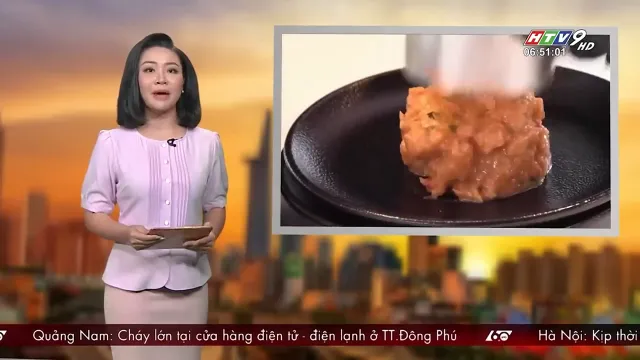 HTV9 HD
06:51:01
Quảng Nam: Cháy lớn tại cửa hàng điện tử - điện lạnh ở TT.Đông Phú
60
Hà Nội: Kịp thời